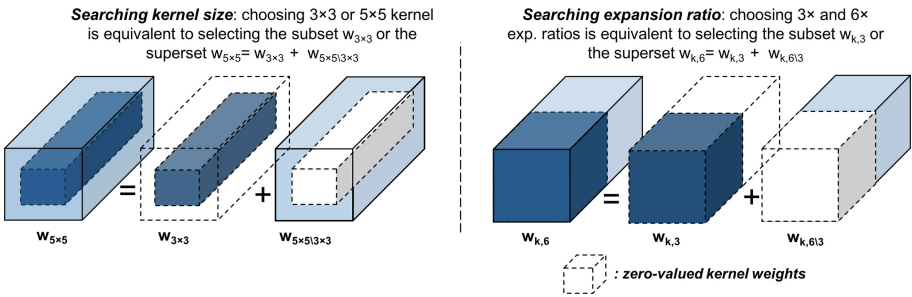 Searching kernel size: choosing 3×3 or 5×5 kernel
is equivalent to selecting the subset w3×3 or the
superset w5×5= w3×3 + w5×5\3×3
=
+
w5×5
w3×3
w5×5\3×3
Searching expansion ratio: choosing 3× and 6×
exp. ratios is equivalent to selecting the subset wk,3 or
the superset wk,6= wk,3 + wk,6\3
=
+
wk,6
wk,3
wk,6\3
: zero-valued kernel weights